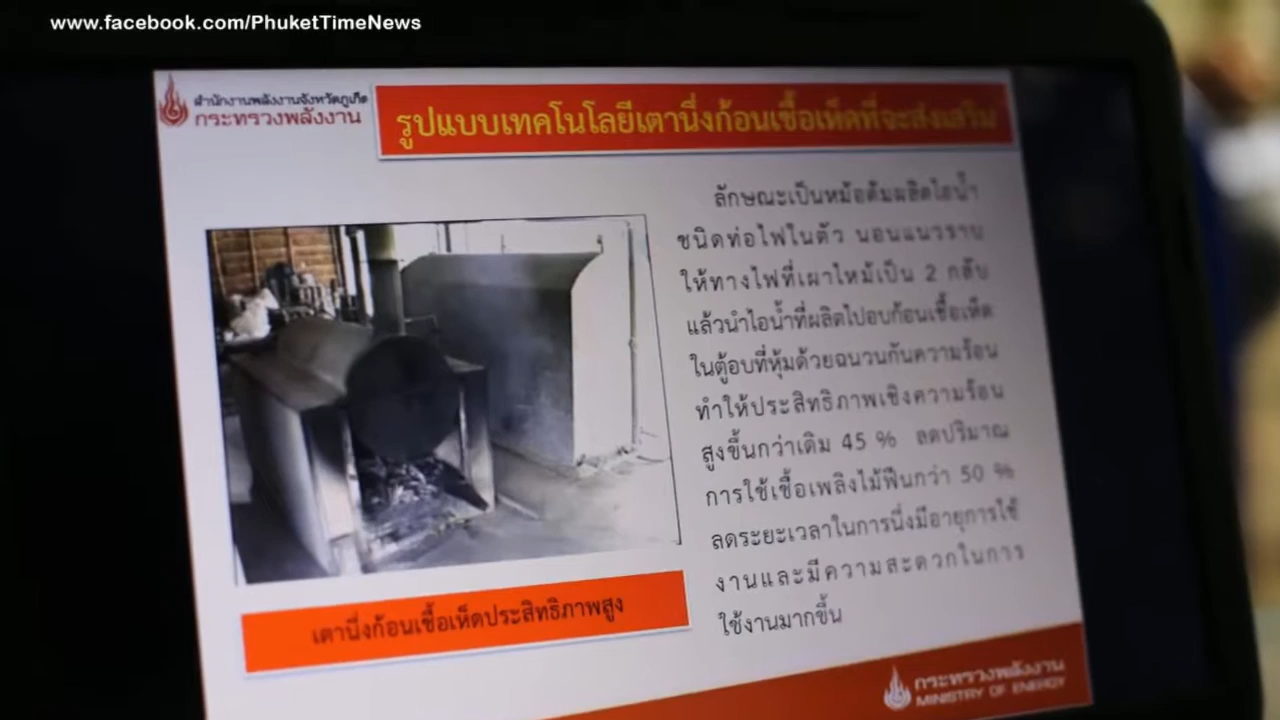 www.facebook.com/PhuketTimeNews
สำนักงานพลังงานจังหวัดภูเก็ต
กระทรวงพลังงาน
รูปแบบเทคโนโลยีเตานึ่งก้อนเชื้อเห็ดที่จะส่งเสริม
ลักษณะเป็นหม้อต้มผลิตไอน้ำ
ชนิดท่อไฟในตัว นอนแนวราบ
ให้ทางไฟที่เผาไหม้เป็น 2 กลับ
แล้วนำไอน้ำที่ผลิตไปอบก้อนเชื้อเห็ด
ในตู้อบที่หุ้มด้วยฉนวนกันความร้อน
ทำให้ประสิทธิภาพเชิงความร้อน
สูงขึ้นกว่าเดิม 45 % ลดปริมาณ
การใช้เชื้อเพลิงไม้ฟืนกว่า 50 %
ลดระยะเวลาในการนึ่งมีอายุการใช้
งานและมีความสะดวกในการ
ใช้งานมากขึ้น
เตานึ่งก้อนเชื้อเห็ดประสิทธิภาพสูง
กระทรวงพลังงาน
MINISTRY OF ENERGY